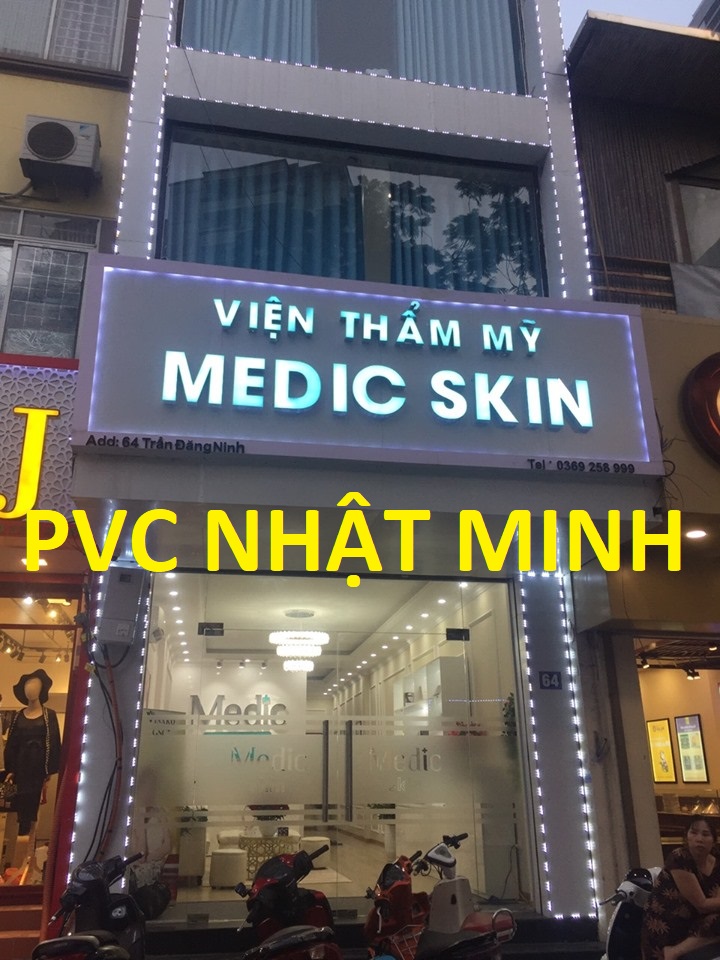 VIỆN THẨM MỸ
MEDIC SKIN
Add: 64 Trần Đăng Ninh
Tel : 0369 258 999
J
PVC NHẬT MINH
64
Medic
Medic
Medic